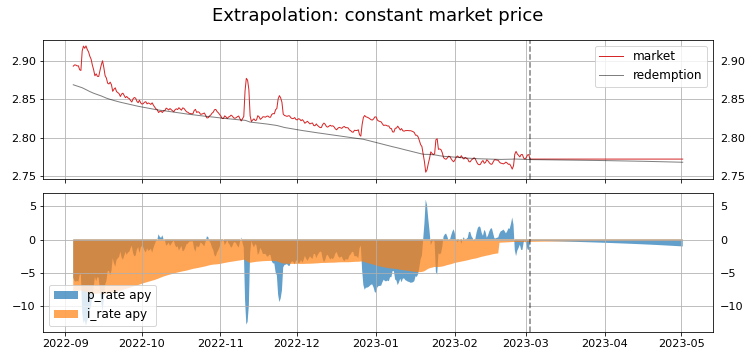 Extrapolation: constant market price
2.90
2.85
2.80
2.75
market
redemption
2.90
2.85
2.80
2.75
5
0
−5
−10
p_rate apy
i_rate apy
5
0
−5
−10
2022-09 2022-10 2022-11 2022-12 2023-01 2023-02 2023-03 2023-04 2023-05